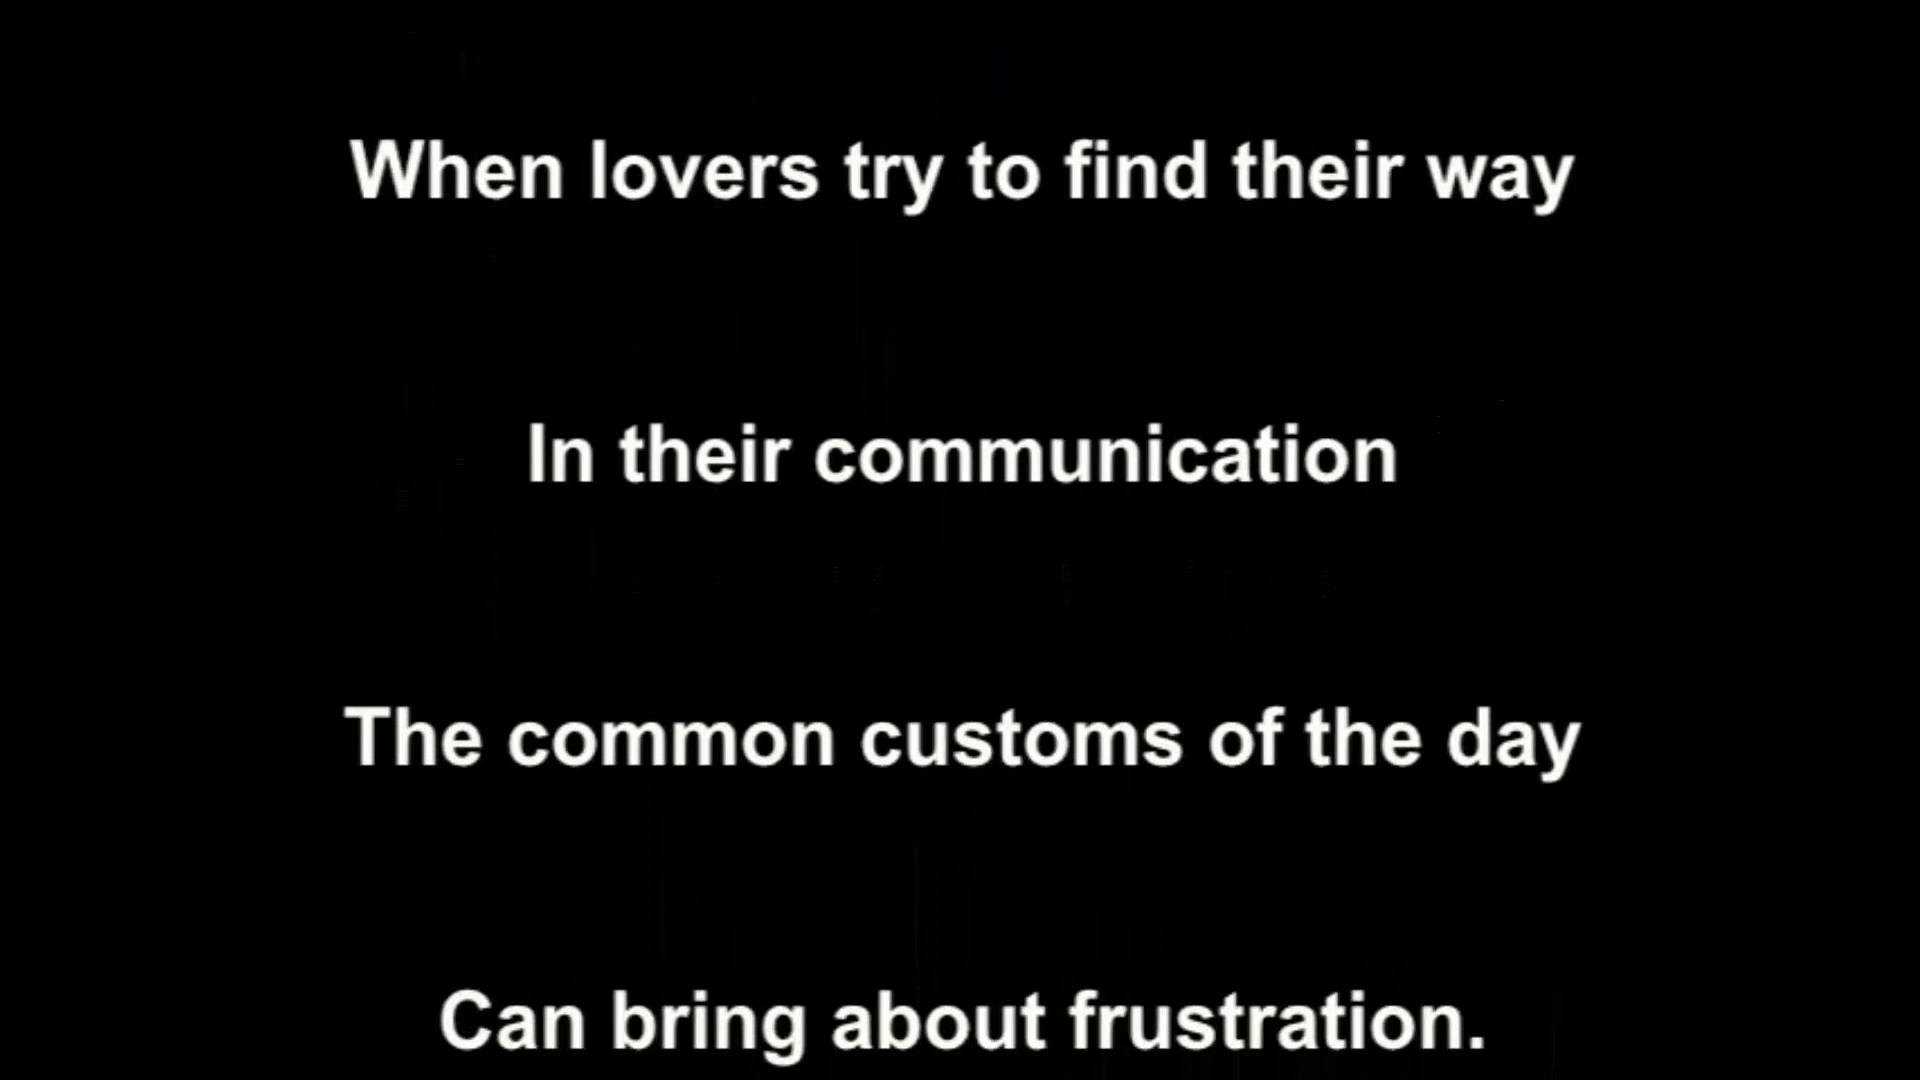 When lovers try to find their way
In their communication
The common customs of the day
Can bring about frustration.